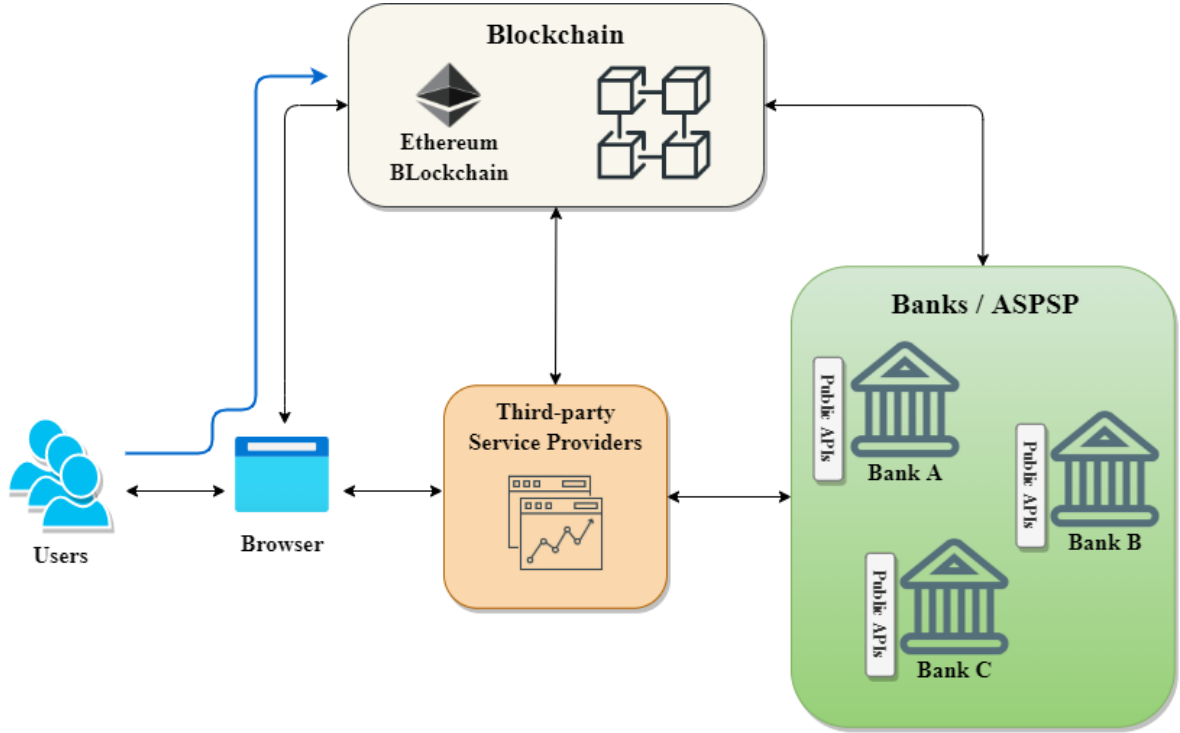 Blockchain
Ethereum
BLockchain
Banks / ASPSP
Public APIs
Bank A
Public APIs
Bank B
Public APIs
Bank C
Third-party
Service Providers
Browser
Users